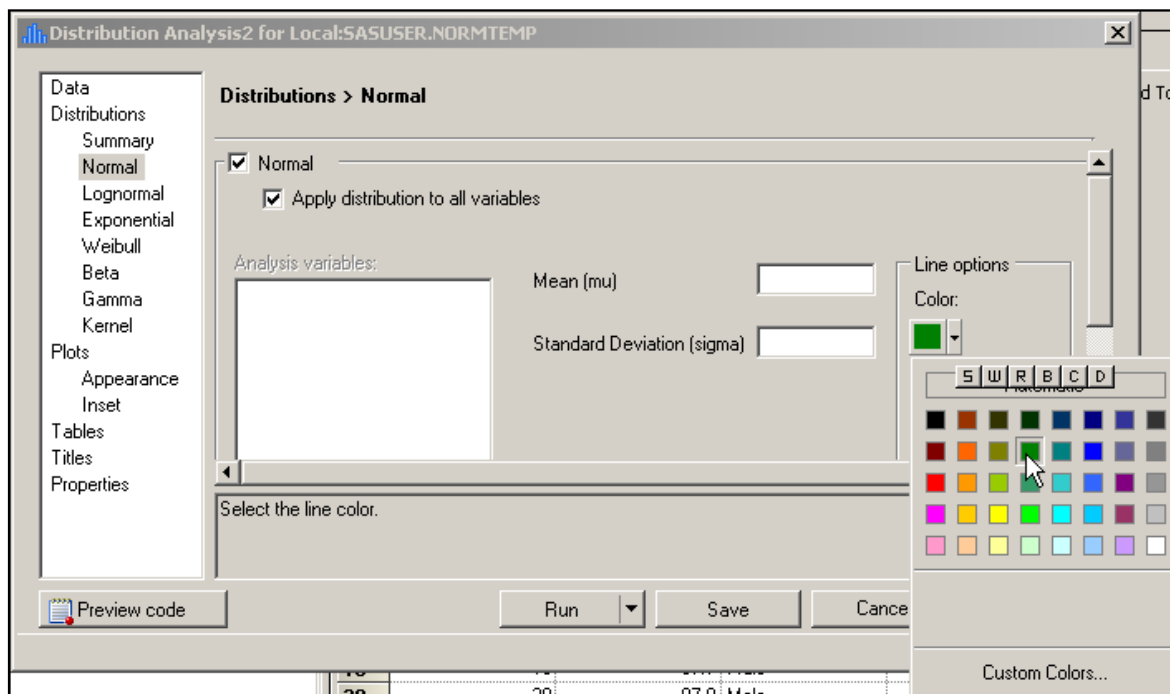 Distribution Analysis2 for Local:SASUSER.NORMTEMP
Data
Distributions
Summary
Normal
Lognormal
Exponential
Weibull
Beta
Gamma
Kernel
Plots
Appearance
Inset
Tables
Titles
Properties
Distributions > Normal
Normal
Apply distribution to all variables
Analysis variables:
Mean (mu)
Standard Deviation (sigma)
Line options
Color:
S W R B C D
Select the line color.
Preview code
Run
Save
Cance
Custom Colors...
d To